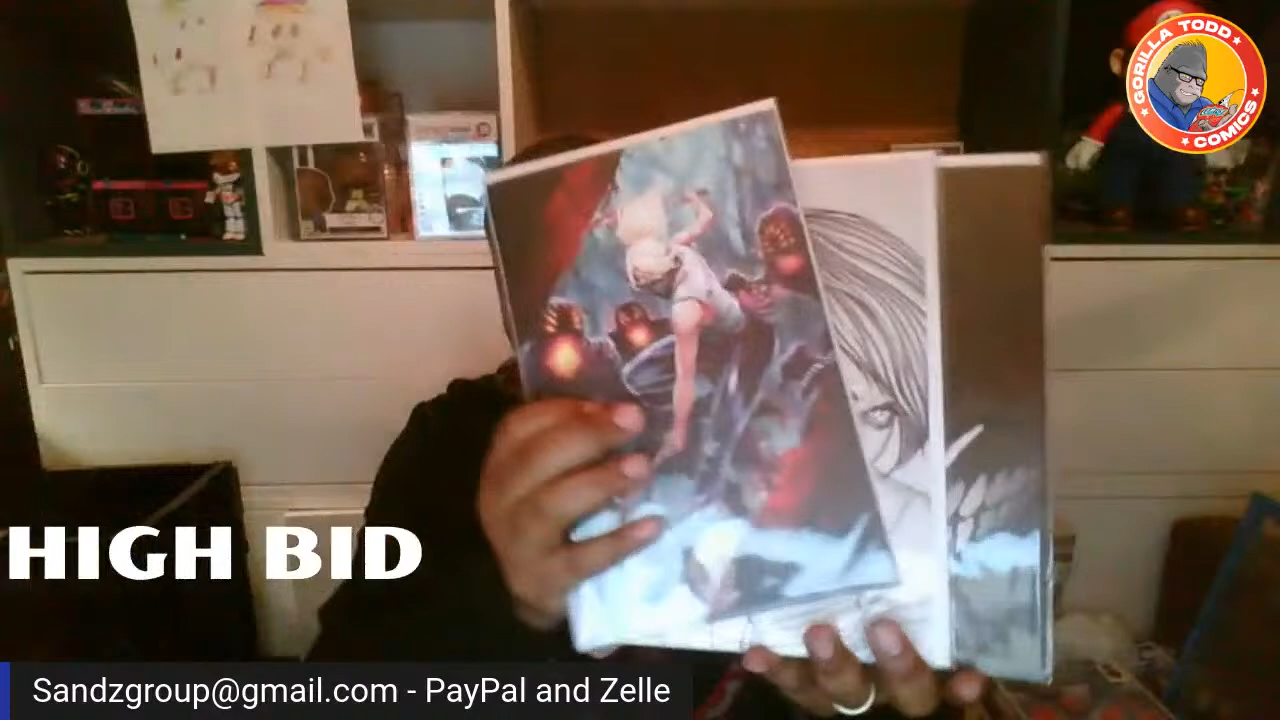 GORILLA TODD
COMICS
HIGH BID
Sandzgroup@gmail.com - PayPal and Zelle